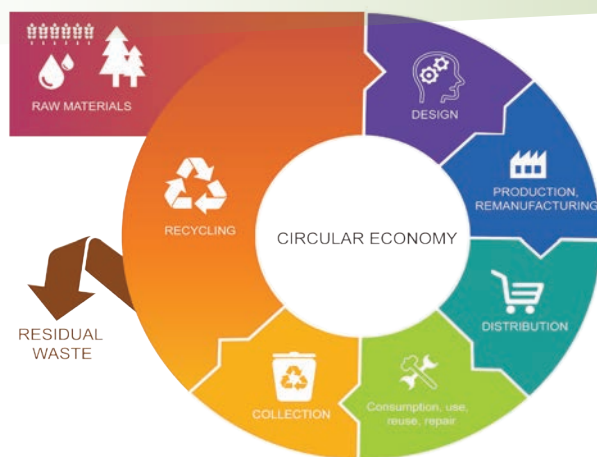 RAW MATERIALS
DESIGN
PRODUCTION,
REMANUFACTURING
RECYCLING
CIRCULAR ECONOMY
DISTRIBUTION
RESIDUAL
WASTE
COLLECTION
Consumption, use,
reuse, repair